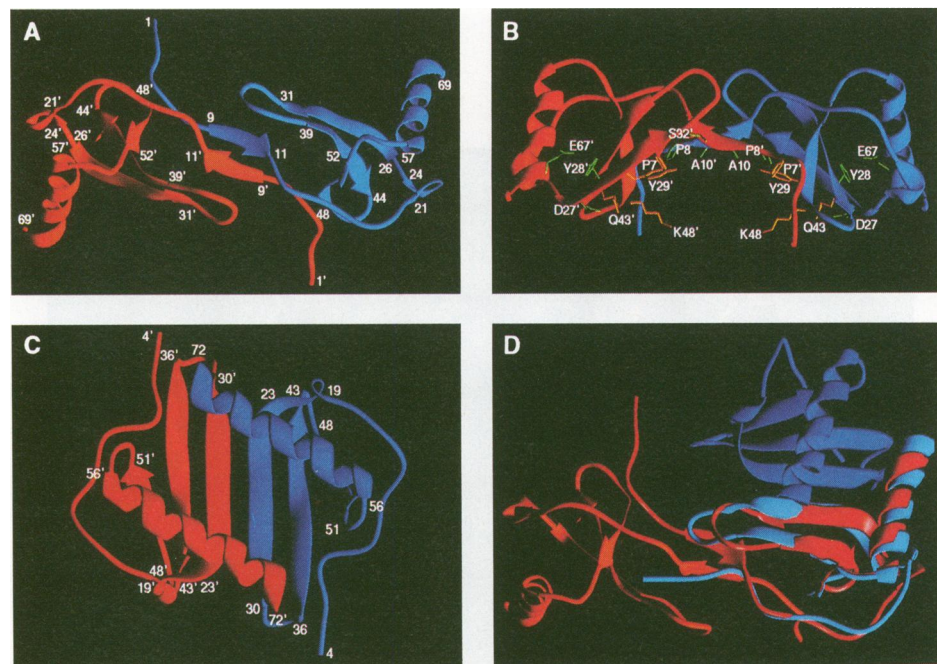 A
1
48'
31
69
21'
44'
9
39
24'
26'
57'
52
57
26
52'
11'
11
24
39'
9'
44
21
31'
48
69'
1'
B
S32'
E67'
P8
P8'
E67
Y28'
P7
A10'
A10
P7'
Y28
Y29'
Y29
D27'
Q43'
Q43
D27
K48'
K48
C
4'
72
36'
30'
23
43
19
48
51'
56'
56
51
48'
19'
43'
23'
30
72'
36
4
D